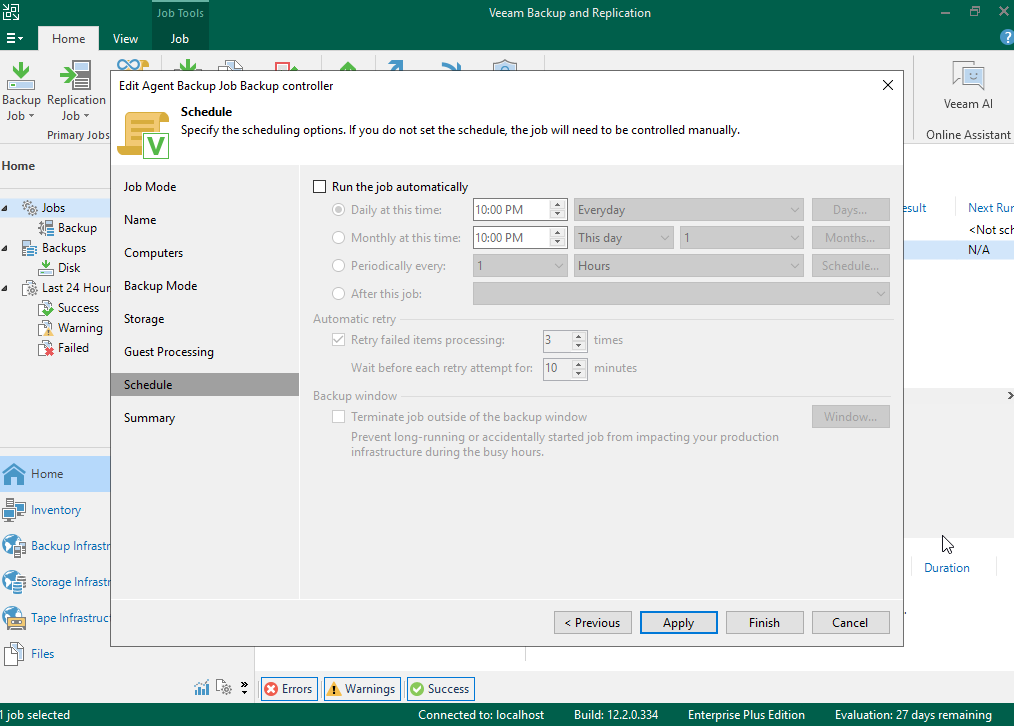 Job Tools
Veeam Backup and Replication
Home
View
Job
Backup
Job
Replication
Job
Primary Jobs
Veeam AI
Online Assistant
Edit Agent Backup Job Backup controller
Schedule
Specify the scheduling options. If you do not set the schedule, the job will need to be controlled manually.
Home
Jobs
Backup
Backups
Disk
Last 24 Hour
Success
Warning
Failed
Job Mode
Name
Computers
Backup Mode
Storage
Guest Processing
Schedule
Summary
Run the job automatically
Daily at this time: 10:00 PM Everyday Days...
Monthly at this time: 10:00 PM This day 1 Months...
Periodically every: 1 Hours Schedule...
After this job:
Automatic retry
Retry failed items processing: 3 times
Wait before each retry attempt for: 10 minutes
Backup window
Terminate job outside of the backup window Window...
Prevent long-running or accidentally started job from impacting your production
infrastructure during the busy hours.
esult Next Run
<Not sch
N/A
Duration
< Previous Apply Finish Cancel
Home
Inventory
Backup Infrastr
Storage Infrastr
Tape Infrastruct
Files
Errors Warnings Success
1 job selected
Connected to: localhost Build: 12.2.0.334 Enterprise Plus Edition Evaluation: 27 days remaining